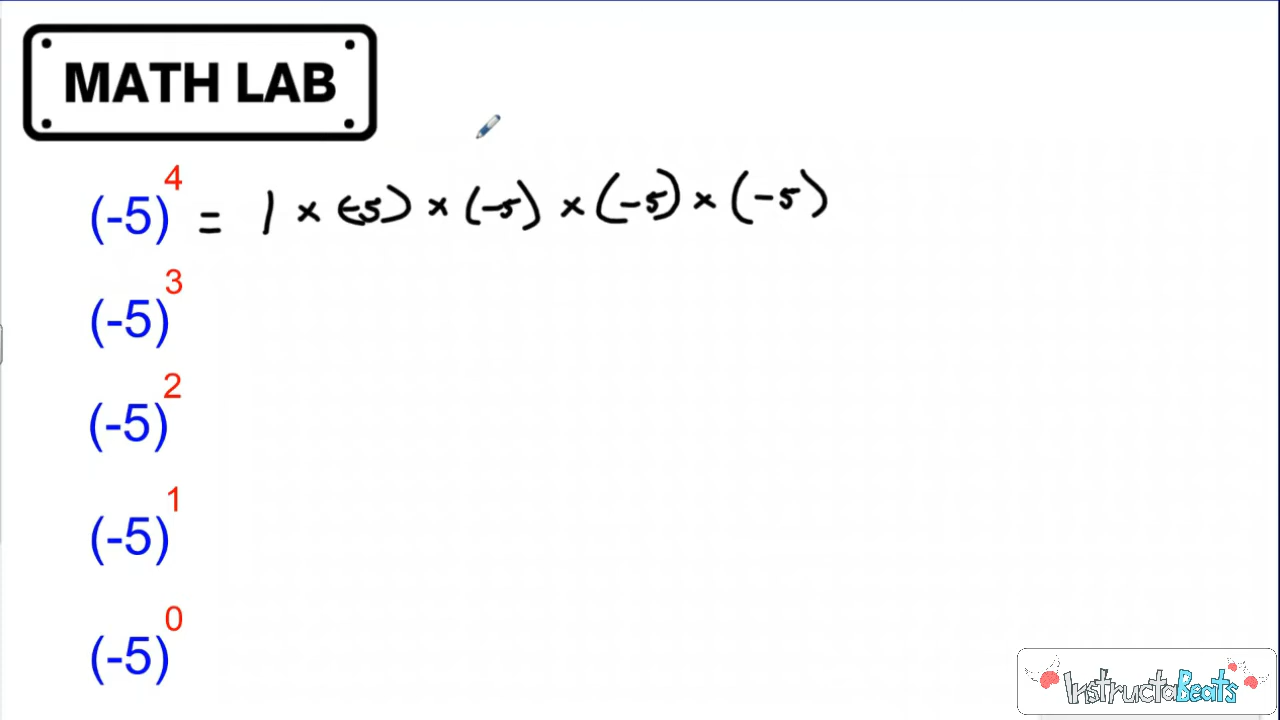 MATH LAB
(-5)⁴ = 1 × (-5) × (-5) × (-5) × (-5)
(-5)³
(-5)²
(-5)¹
(-5)⁰
InstructaBeats